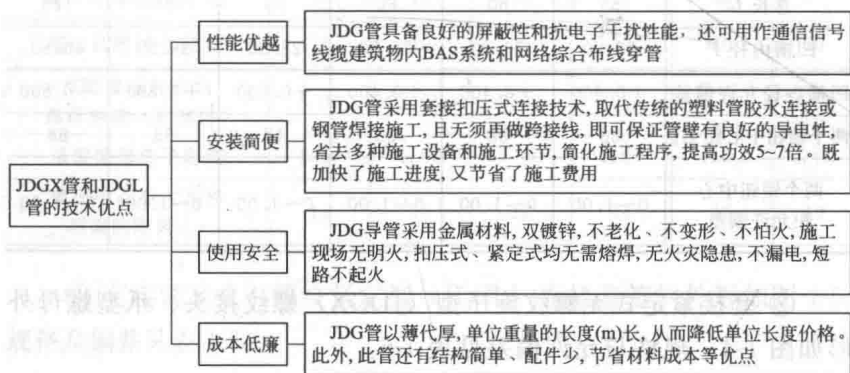 性能优越
JDG管具备良好的屏蔽性和抗电子干扰性能，还可用作通信信号
线缆建筑物内BAS系统和网络综合布线穿管
安装简便
JDG管采用套接扣压式连接技术，取代传统的塑料管胶水连接或
钢管焊接施工，且无须再做跨接线，即可保证管壁有良好的导电性，
省去多种施工设备和施工环节，简化施工程序，提高功效5~7倍。既
加快了施工进度，又节省了施工费用
JDGX管和JDGL
管的技术优点
使用安全
JDG导管采用金属材料，双镀锌，不老化、不变形、不怕火，施工
现场无明火，扣压式、紧定式均无需熔焊，无火灾隐患，不漏电，短
路不起火
成本低廉
JDG管以薄代厚，单位重量的长度(m)长，从而降低单位长度价格，
此外，此管还有结构简单、配件少，节省材料成本等优点